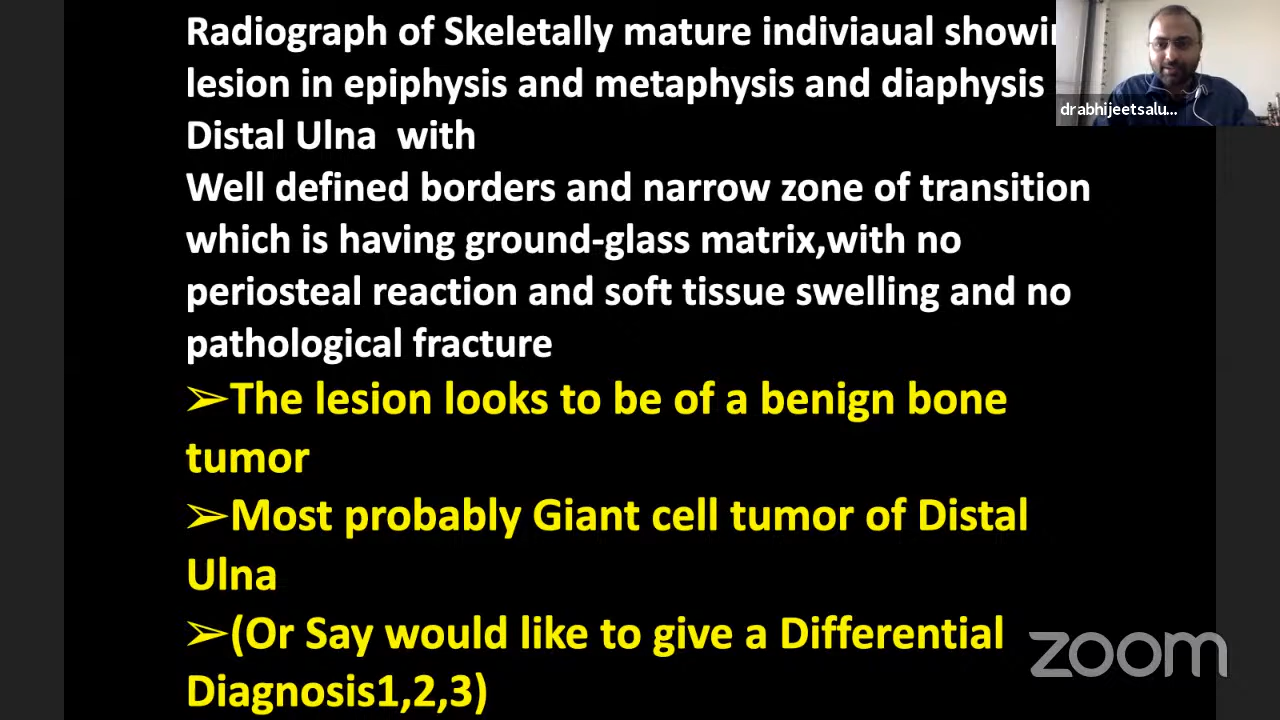 Radiograph of Skeletally mature indiviaual showin
lesion in epiphysis and metaphysis and diaphysis
Distal Ulna with
Well defined borders and narrow zone of transition
which is having ground-glass matrix,with no
periosteal reaction and soft tissue swelling and no
pathological fracture
➢The lesion looks to be of a benign bone
tumor
➢Most probably Giant cell tumor of Distal
Ulna
➢(Or Say would like to give a Differential
Diagnosis1,2,3)
drabhijeetsalu...
zoom